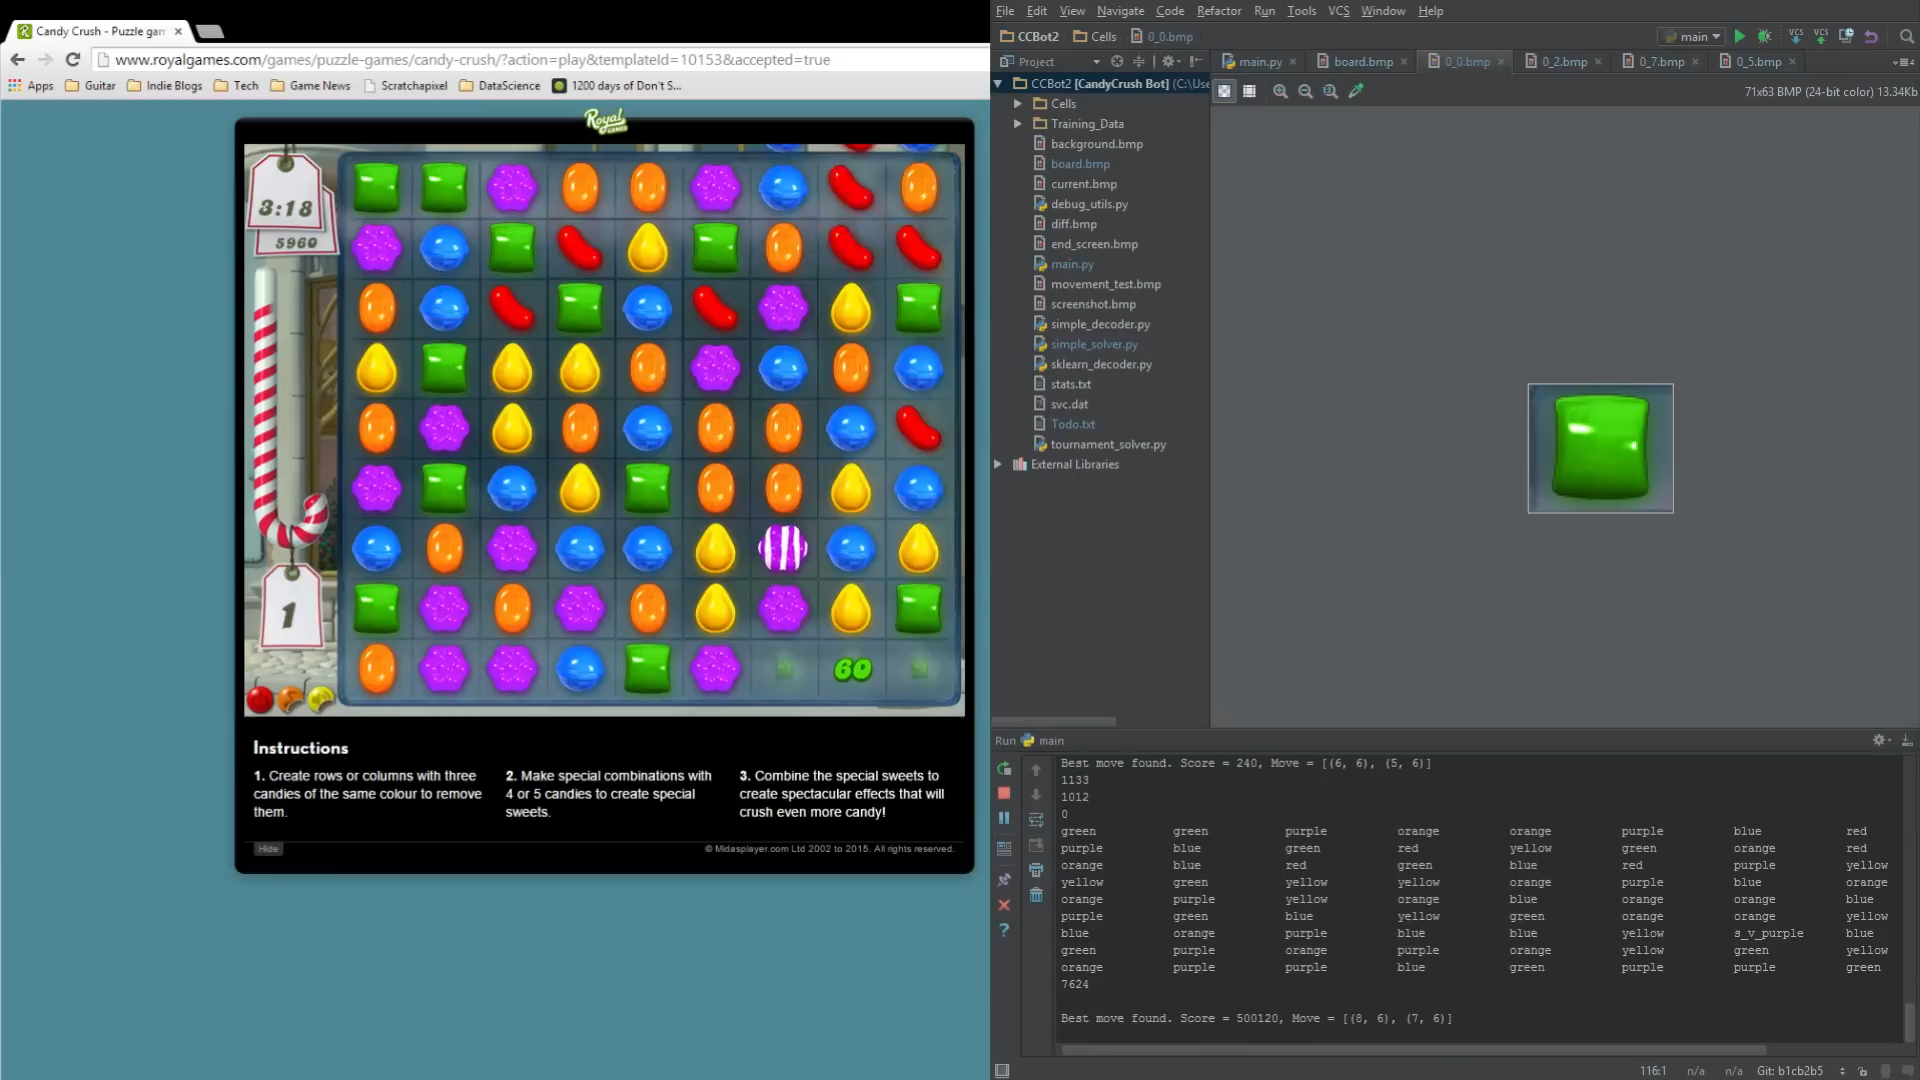 Candy Crush - Puzzle gan
www.royalgames.com/games/puzzle-games/candy-crush/?action=play&templateId=10153&accepted=true
Apps Guitar Indie Blogs Tech Game News Scratchapixel DataScience 1200 days of Don't S...
Royal
GAMES
3:18
5960
1
60
Instructions
1. Create rows or columns with three candies of the same colour to remove them.
2. Make special combinations with 4 or 5 candies to create special sweets.
3. Combine the special sweets to create spectacular effects that will crush even more candy!
Hide
© Midasplayer.com Ltd 2002 to 2015. All rights reserved.
File Edit View Navigate Code Refactor Run Tools VCS Window Help
CCBot2 Cells 0_0.bmp
main
VCS VCS
Project
main.py board.bmp 0_0.bmp 0_2.bmp 0_7.bmp 0_5.bmp
71x63 BMP (24-bit color) 13.34Kb
CCBot2 [CandyCrush Bot] (C:\Use
Cells
Training_Data
background.bmp
board.bmp
current.bmp
debug_utils.py
diff.bmp
end_screen.bmp
main.py
movement_test.bmp
screenshot.bmp
simple_decoder.py
simple_solver.py
sklearn_decoder.py
stats.txt
svc.dat
Todo.txt
tournament_solver.py
External Libraries
Run main
Best move found. Score = 240, Move = [(6, 6), (5, 6)]
1133
1012
0
green green purple orange orange purple blue red
purple blue green red yellow green orange red
orange blue red green blue red purple yellow
yellow green yellow yellow orange purple blue orange
orange purple yellow orange blue orange orange blue
purple green blue yellow green orange orange yellow
blue orange purple blue blue yellow s_v_purple blue
green purple orange purple orange yellow green yellow
orange purple purple blue green purple purple green
7624
Best move found. Score = 500120, Move = [(8, 6), (7, 6)]
116:1 n/a n/a Git: b1cb2b5